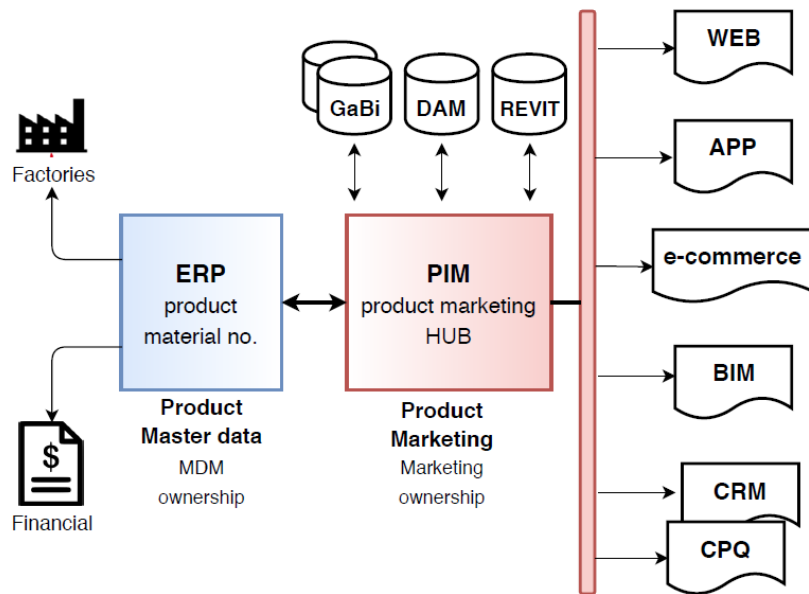 WEB
GaBi
DAM
REVIT
APP
Factories
ERP
product
material no.
PIM
product marketing
HUB
e-commerce
BIM
Product
Master data
MDM
ownership
Product
Marketing
Marketing
ownership
$
Financial
CRM
CPQ